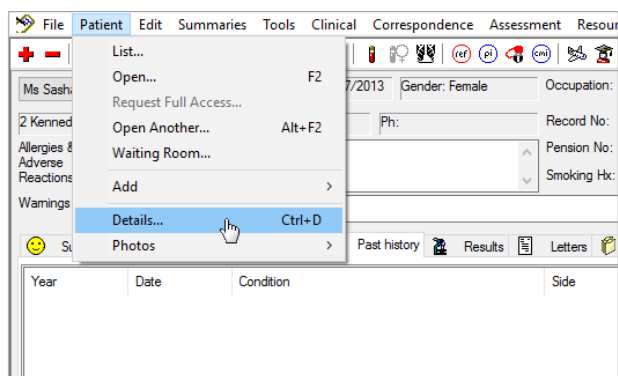 File Patient Edit Summaries Tools Clinical Correspondence Assessment Resour
List...
Open... F2
Request Full Access...
Open Another... Alt+F2
Waiting Room...
Add
Details... Ctrl+D
Photos
ref pi cmi
Ms Sasha 7/2013 Gender: Female Occupation:
2 Kenned Ph: Record No:
Allergies & Pension No:
Adverse
Reactions Smoking Hx:
Warnings
Su Past history Results Letters
Year Date Condition Side